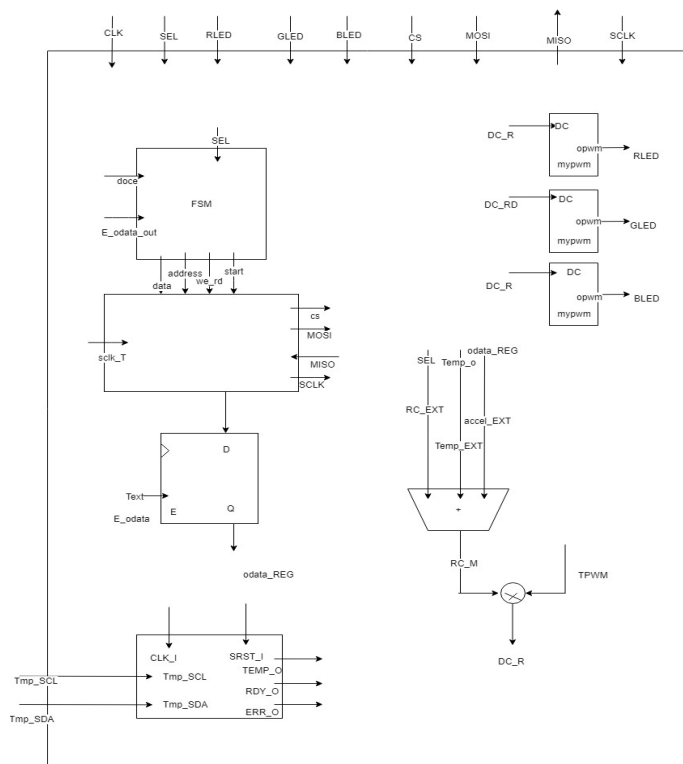 CLK
SEL
RLED
GLED
BLED
CS
MOSI
MISO
SCLK
SEL
doce
FSM
E_odata_out
data
address
we_rd
start
sclk_T
cs
MOSI
MISO
SCLK
D
Text
E
Q
E_odata
odata_REG
CLK_I
SRST_I
TEMP_O
Tmp_SCL
Tmp_SCL
RDY_O
Tmp_SDA
Tmp_SDA
ERR_O
DC_R
DC
opwm
mypwm
RLED
DC_RD
DC
opwm
mypwm
GLED
DC_R
DC
opwm
mypwm
BLED
SEL
Temp_o
odata_REG
RC_EXT
accel_EXT
Temp_EXT
+
RC_M
TPWM
DC_R